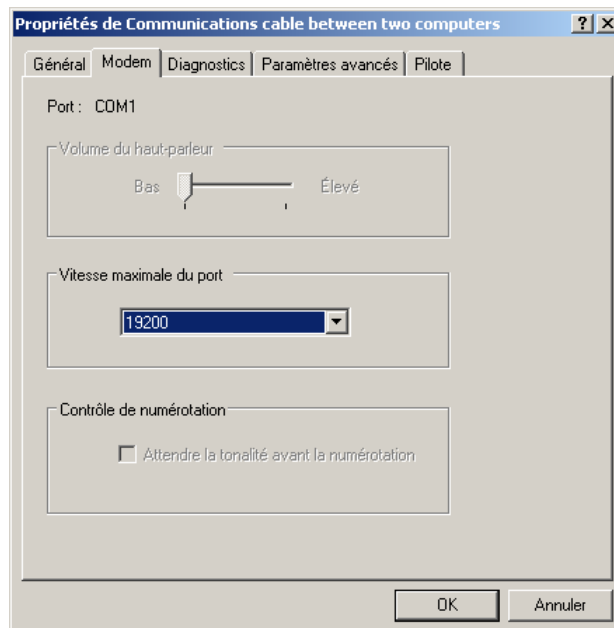 Propriétés de Communications cable between two computers
Général Modem Diagnostics Paramètres avancés Pilote
Port : COM1
Volume du haut-parleur
Bas Élevé
Vitesse maximale du port
19200
Contrôle de numérotation
Attendre la tonalité avant la numérotation
OK Annuler